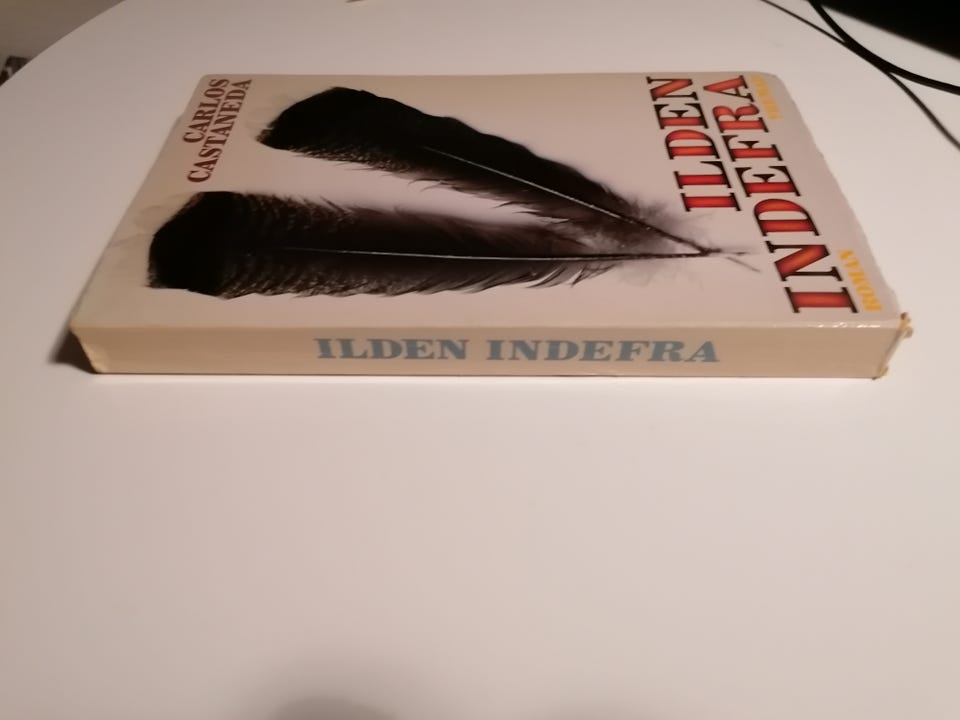 CARLOS
CASTANEDA
ILDEN
INDEFRA
ROMAN
ILDEN INDEFRA